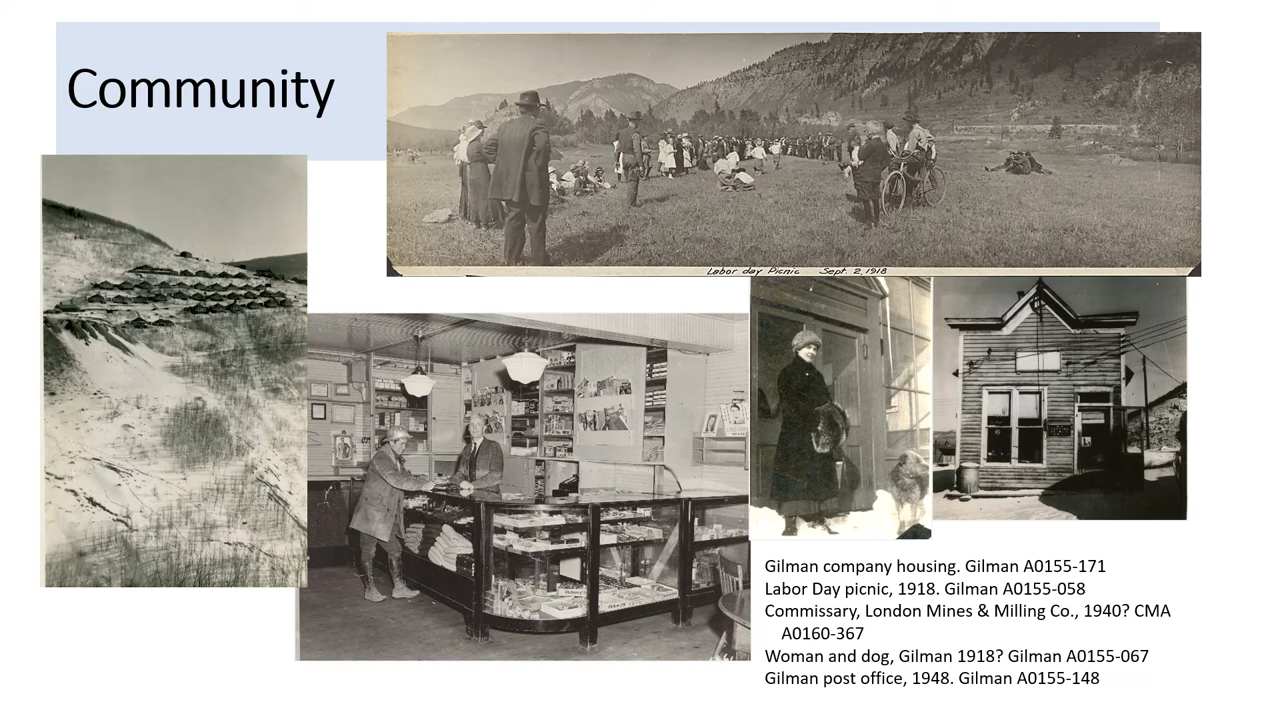 Community
Labor day Picnic Sept. 2, 1918
Gilman company housing. Gilman A0155-171
Labor Day picnic, 1918. Gilman A0155-058
Commissary, London Mines & Milling Co., 1940? CMA
A0160-367
Woman and dog, Gilman 1918? Gilman A0155-067
Gilman post office, 1948. Gilman A0155-148